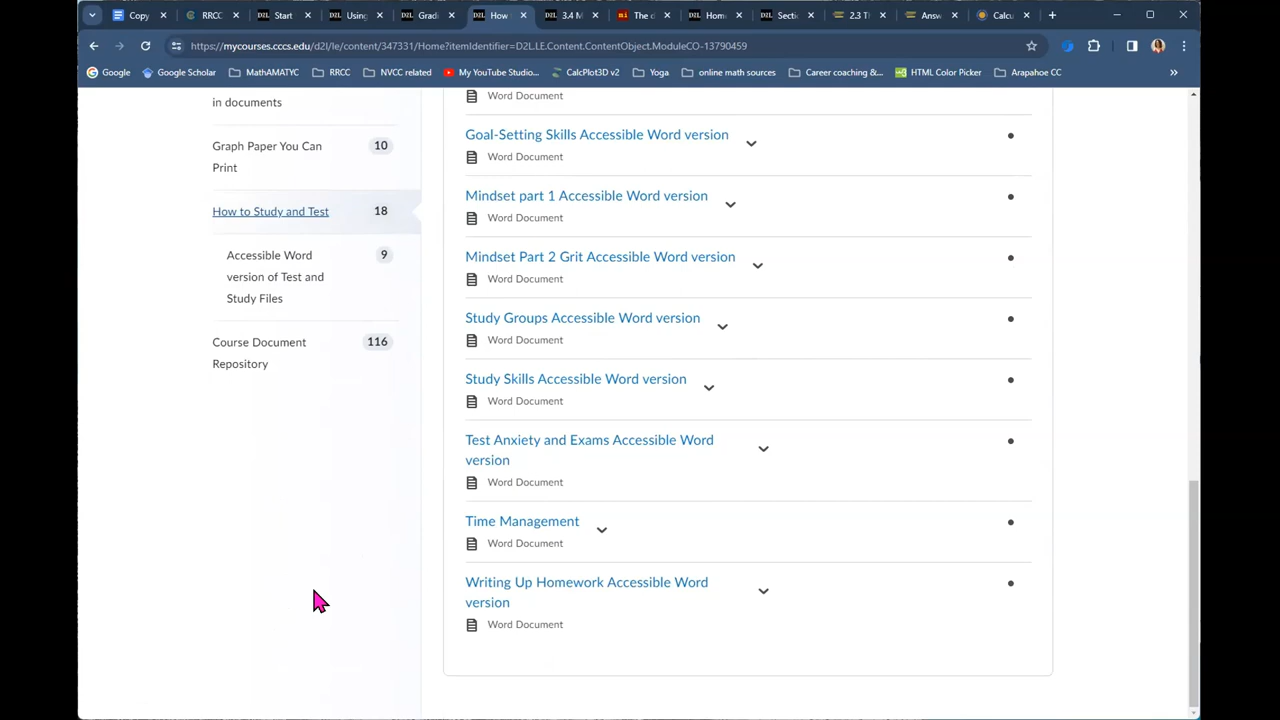 Copy
RRCC
Start
Using
Gradi
How
3.4 M
The d
Home
Sectio
2.3 Ti
Answ
Calcu
https://mycourses.cccs.edu/d2l/le/content/347331/Home?itemIdentifier=D2L.LE.Content.ContentObject.ModuleCO-13790459
Google
Google Scholar
MathAMATYC
RRCC
NVCC related
My YouTube Studio...
CalcPlot3D v2
Yoga
online math sources
Career coaching &...
HTML Color Picker
Arapahoe CC
in documents
Graph Paper You Can
Print
10
How to Study and Test
18
Accessible Word
version of Test and
Study Files
9
Course Document
Repository
116
Word Document
Goal-Setting Skills Accessible Word version
Word Document
Mindset part 1 Accessible Word version
Word Document
Mindset Part 2 Grit Accessible Word version
Word Document
Study Groups Accessible Word version
Word Document
Study Skills Accessible Word version
Word Document
Test Anxiety and Exams Accessible Word
version
Word Document
Time Management
Word Document
Writing Up Homework Accessible Word
version
Word Document